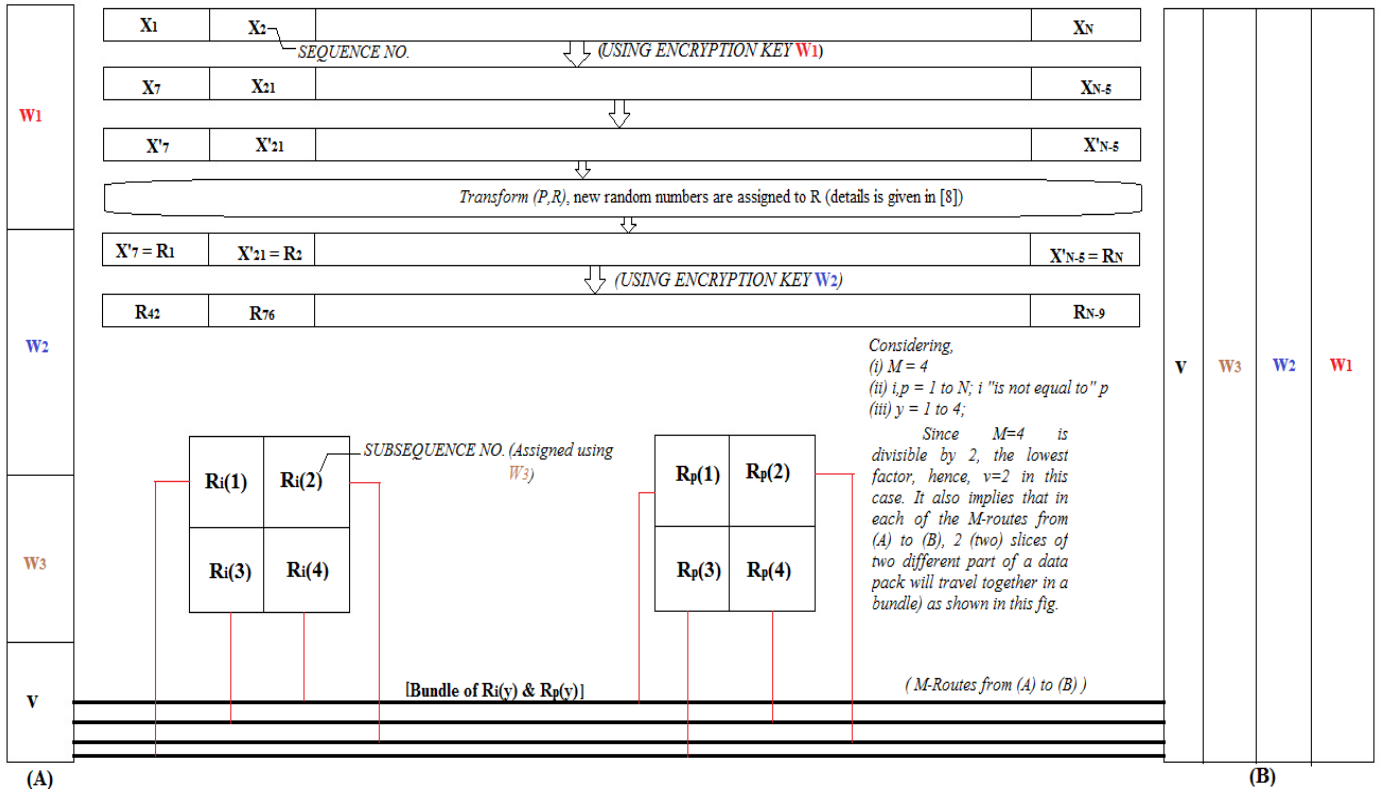 X1 X2 XN
SEQUENCE NO. (USING ENCRYPTION KEY W1)
X7 X21 XN-5
W1
X'7 X'21 X'N-5
Transform (P,R), new random numbers are assigned to R (details is given in [8])
X'7 = R1 X'21 = R2 X'N-5 = RN
(USING ENCRYPTION KEY W2)
R42 R76 RN-9
W2
Considering,
(i) M = 4
(ii) i,p = 1 to N; i "is not equal to" p
(iii) y = 1 to 4;
Since M=4 is
divisible by 2, the lowest
factor, hence, v=2 in this
case. It also implies that in
each of the M-routes from
(A) to (B), 2 (two) slices of
two different part of a data
pack will travel together in a
bundle) as shown in this fig.
V W3 W2 W1
SUBSEQUENCE NO. (Assigned using
W3)
Ri(1) Ri(2)
Ri(3) Ri(4)
Rp(1) Rp(2)
Rp(3) Rp(4)
W3
[Bundle of Ri(y) & Rp(y)]
( M-Routes from (A) to (B) )
V
(A) (B)